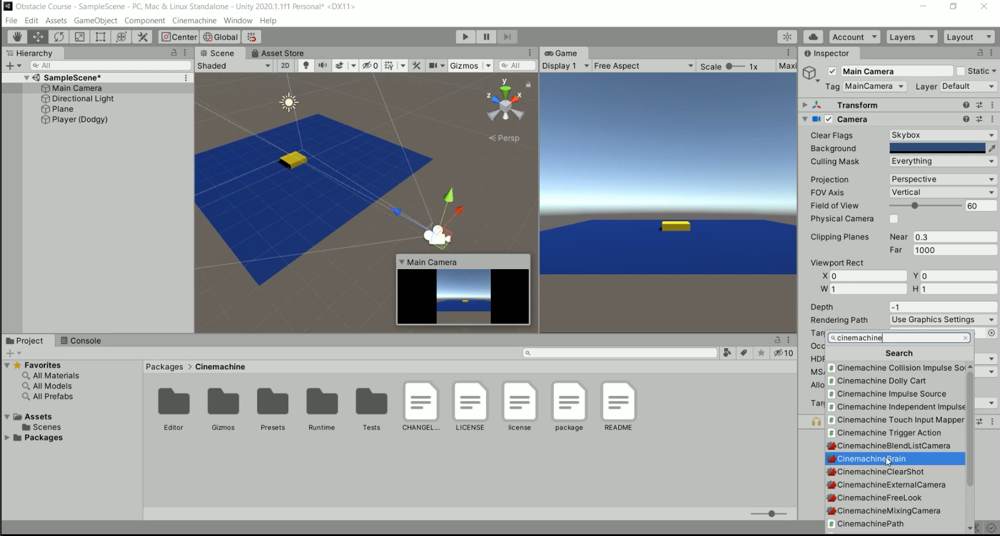 Obstacle Course - SampleScene - PC, Mac & Linux Standalone - Unity 2020.1.1f1 Personal* <DX11>
File Edit Assets GameObject Component Cinemachine Window Help
Center Global Account Layers Layout
Hierarchy
All
SampleScene*
Main Camera
Directional Light
Plane
Player (Dodgy)
Scene Asset Store
Shaded 2D 0 Gizmos All
y
z x
Persp
Main Camera
Game
Display 1 Free Aspect Scale 1x Maxi
Inspector
Main Camera Static
Tag MainCamera Layer Default
Transform
Camera
Clear Flags Skybox
Background
Culling Mask Everything
Projection Perspective
FOV Axis Vertical
Field of View 60
Physical Camera
Clipping Planes Near 0.3
Far 1000
Viewport Rect
X 0 Y 0
W 1 H 1
Depth -1
Rendering Path Use Graphics Settings
Targ
Occ
HDR
MSA
Allo
Targ
cinemachine
Search
Cinemachine Collision Impulse Sou
Cinemachine Dolly Cart
Cinemachine Impulse Source
Cinemachine Independent Impulse
Cinemachine Touch Input Mapper
Cinemachine Trigger Action
CinemachineBlendListCamera
CinemachineBrain
CinemachineClearShot
CinemachineExternalCamera
CinemachineFreeLook
CinemachineMixingCamera
CinemachinePath
Project Console
10
Favorites
All Materials
All Models
All Prefabs
Assets
Scenes
Packages
Packages > Cinemachine
Editor Gizmos Presets Runtime Tests CHANGEL... LICENSE license package README